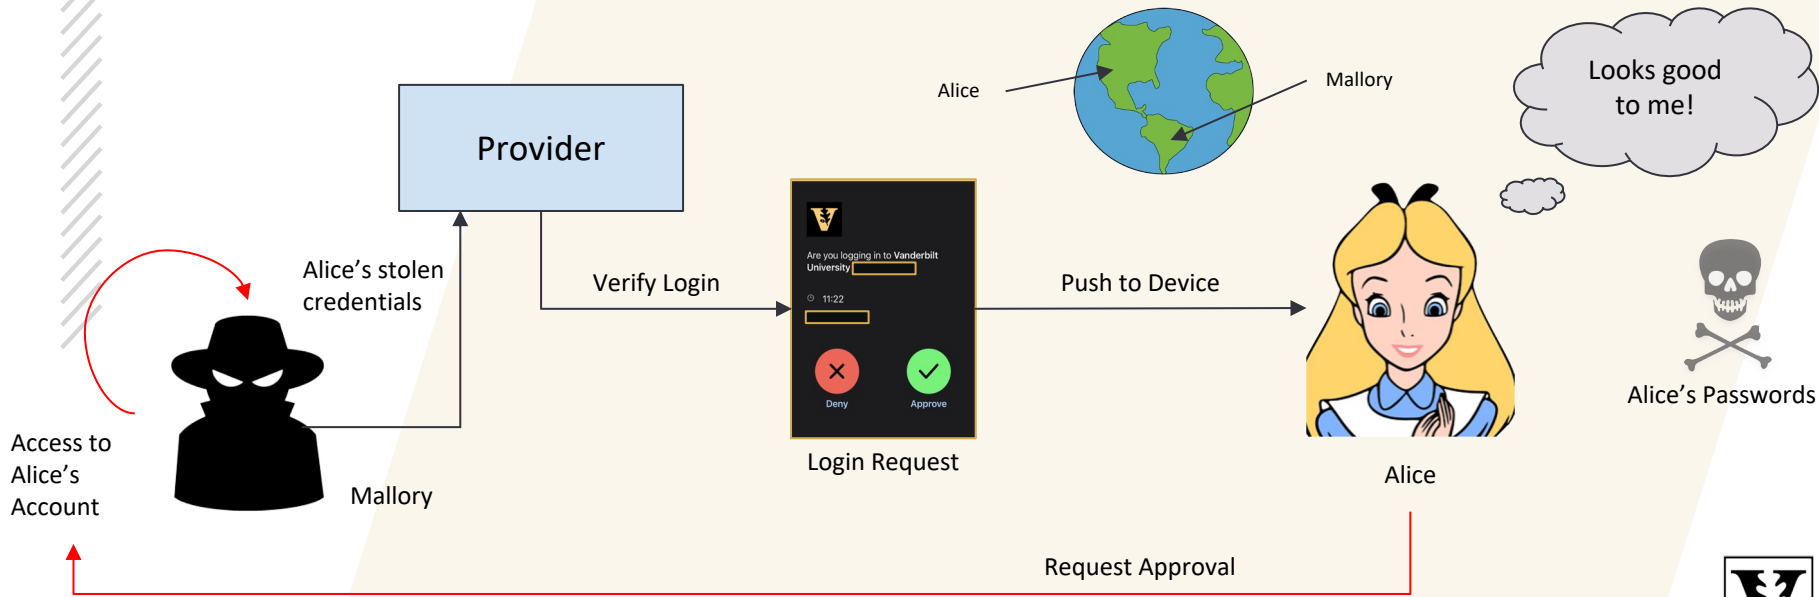 Provider
Alice
Mallory
Looks good
to me!
Alice’s stolen
credentials
Verify Login
Are you logging in to Vanderbilt
University
11:22
Deny
Approve
Login Request
Push to Device
Alice
Alice’s Passwords
Access to
Alice’s
Account
Mallory
Request Approval